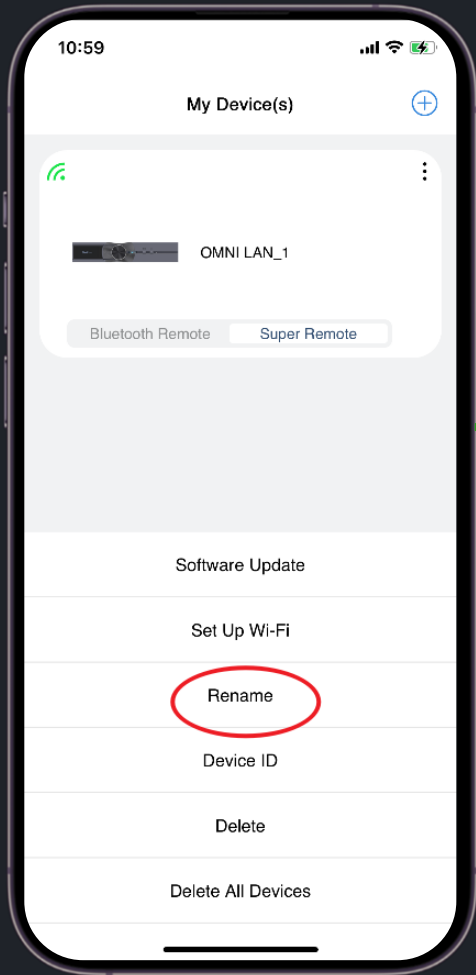 10:59
My Device(s)
OMNI LAN_1
Bluetooth Remote Super Remote
Software Update
Set Up Wi-Fi
Rename
Device ID
Delete
Delete All Devices